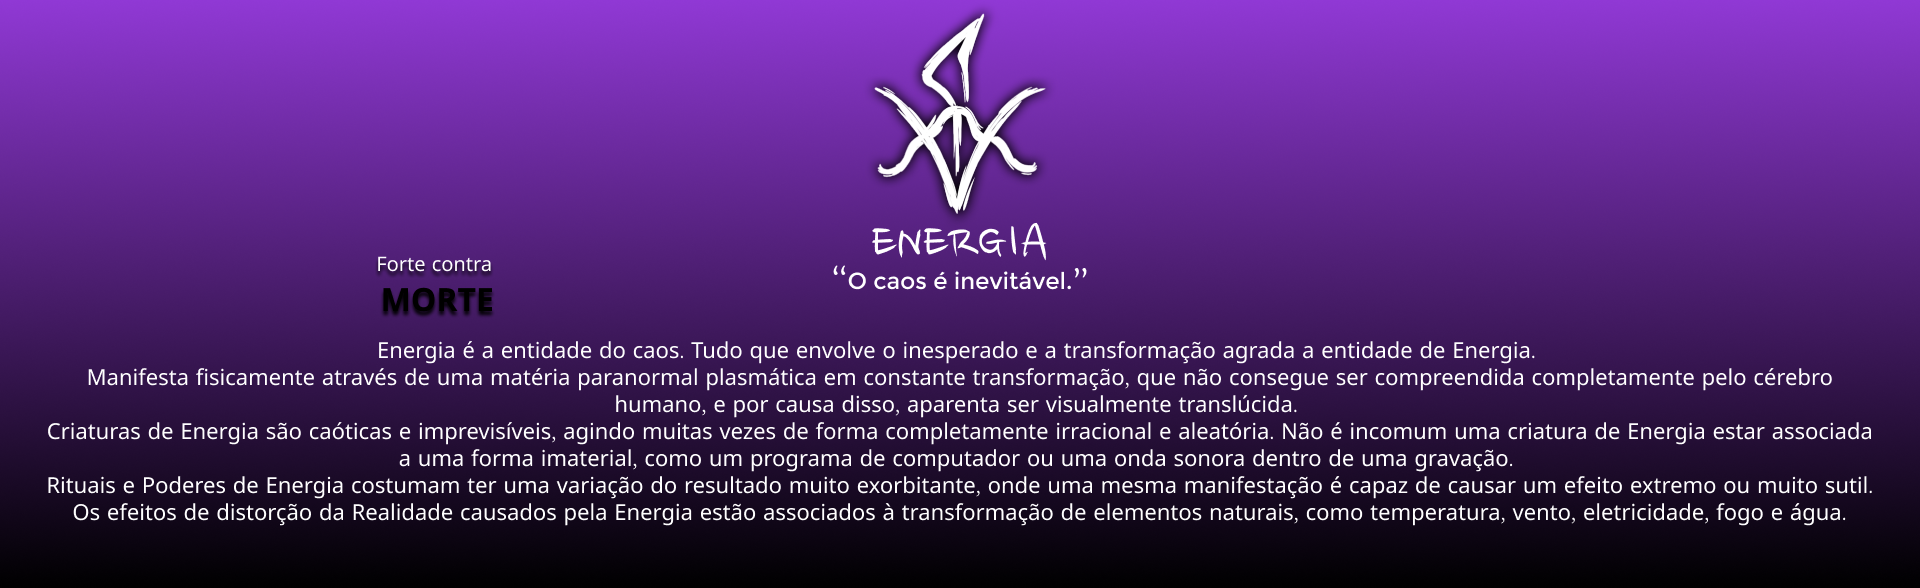 ENERGIA
“O caos é inevitável.”
Forte contra
MORTE
Energia é a entidade do caos. Tudo que envolve o inesperado e a transformação agrada a entidade de Energia.
Manifesta fisicamente através de uma matéria paranormal plasmática em constante transformação, que não consegue ser compreendida completamente pelo cérebro
humano, e por causa disso, aparenta ser visualmente translúcida.
Criaturas de Energia são caóticas e imprevisíveis, agindo muitas vezes de forma completamente irracional e aleatória. Não é incomum uma criatura de Energia estar associada
a uma forma imaterial, como um programa de computador ou uma onda sonora dentro de uma gravação.
Rituais e Poderes de Energia costumam ter uma variação do resultado muito exorbitante, onde uma mesma manifestação é capaz de causar um efeito extremo ou muito sutil.
Os efeitos de distorção da Realidade causados pela Energia estão associados à transformação de elementos naturais, como temperatura, vento, eletricidade, fogo e água.